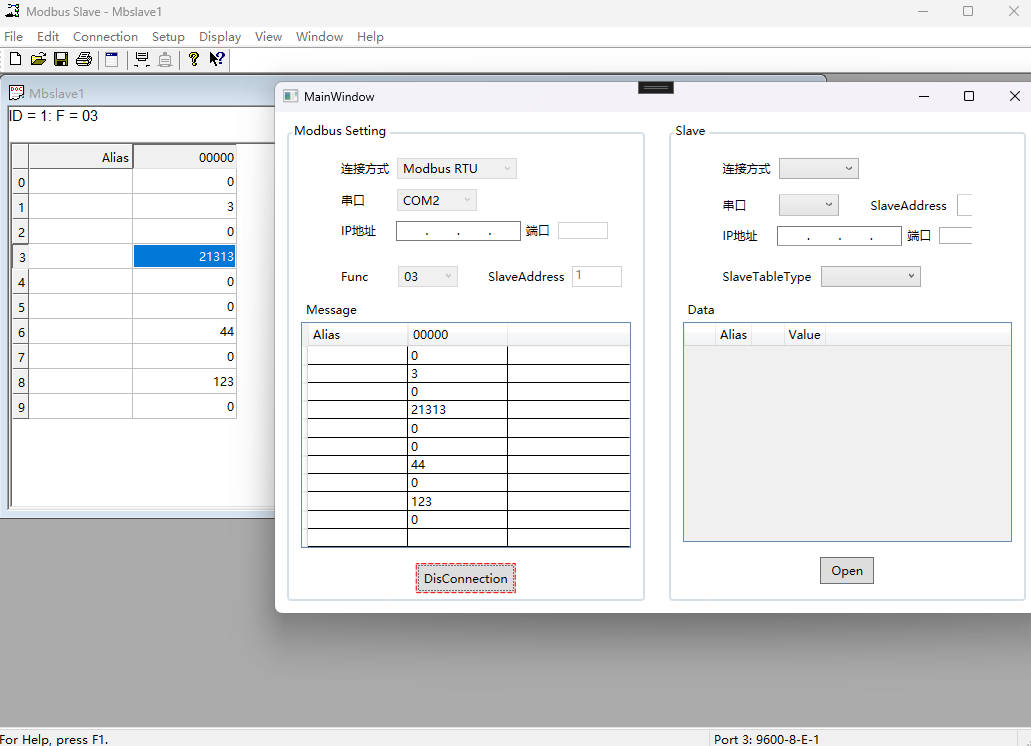 Modbus Slave - Mbslave1
File Edit Connection Setup Display View Window Help
Mbslave1
ID = 1: F = 03
Alias 00000
0 0
1 3
2 0
3 21313
4 0
5 0
6 44
7 0
8 123
9 0
MainWindow
Modbus Setting
连接方式 Modbus RTU
串口 COM2
IP地址 . . . 端口
Func 03 SlaveAddress 1
Message
Alias 00000
0
3
0
21313
0
0
44
0
123
0
DisConnection
Slave
连接方式
串口 SlaveAddress
IP地址 . . . 端口
SlaveTableType
Data
Alias Value
Open
For Help, press F1. Port 3: 9600-8-E-1